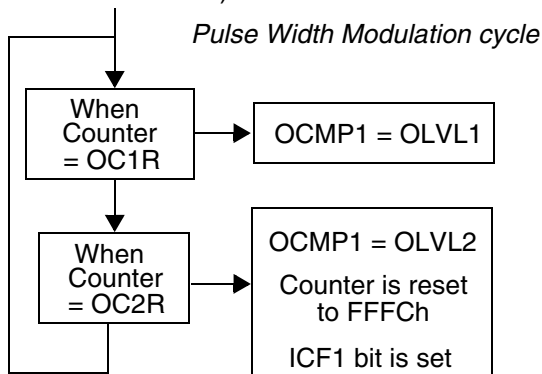 Pulse Width Modulation cycle
When
Counter
= OC1R
OCMP1 = OLVL1
When
Counter
= OC2R
OCMP1 = OLVL2
Counter is reset
to FFFCh
ICF1 bit is set